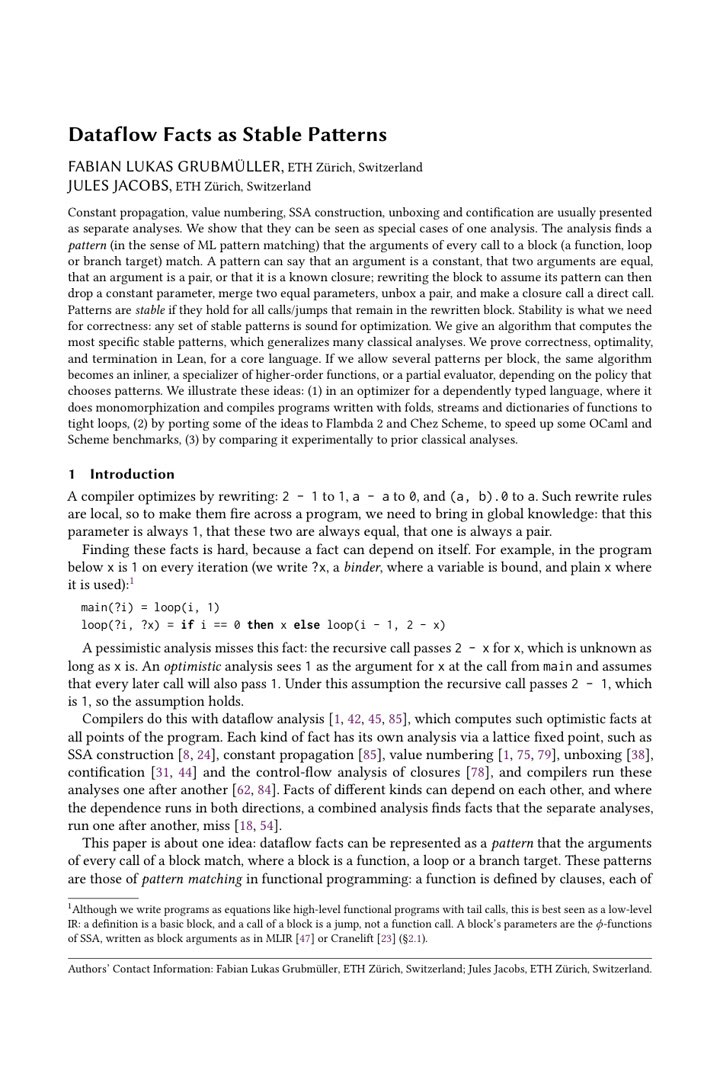 Dataflow Facts as Stable Patterns
FABIAN LUKAS GRUBMÜLLER, ETH Zürich, Switzerland
JULES JACOBS, ETH Zürich, Switzerland
Constant propagation, value numbering, SSA construction, unboxing and contification are usually presented
as separate analyses. We show that they can be seen as special cases of one analysis. The analysis finds a
pattern (in the sense of ML pattern matching) that the arguments of every call to a block (a function, loop
or branch target) match. A pattern can say that an argument is a constant, that two arguments are equal,
that an argument is a pair, or that it is a known closure; rewriting the block to assume its pattern can then
drop a constant parameter, merge two equal parameters, unbox a pair, and make a closure call a direct call.
Patterns are stable if they hold for all calls/jumps that remain in the rewritten block. Stability is what we need
for correctness: any set of stable patterns is sound for optimization. We give an algorithm that computes the
most specific stable patterns, which generalizes many classical analyses. We prove correctness, optimality,
and termination in Lean, for a core language. If we allow several patterns per block, the same algorithm
becomes an inliner, a specializer of higher-order functions, or a partial evaluator, depending on the policy that
chooses patterns. We illustrate these ideas: (1) in an optimizer for a dependently typed language, where it
does monomorphization and compiles programs written with folds, streams and dictionaries of functions to
tight loops, (2) by porting some of the ideas to Flambda 2 and Chez Scheme, to speed up some OCaml and
Scheme benchmarks, (3) by comparing it experimentally to prior classical analyses.
1 Introduction
A compiler optimizes by rewriting: 2 - 1 to 1, a - a to 0, and (a, b).0 to a. Such rewrite rules
are local, so to make them fire across a program, we need to bring in global knowledge: that this
parameter is always 1, that these two are always equal, that one is always a pair.
Finding these facts is hard, because a fact can depend on itself. For example, in the program
below x is 1 on every iteration (we write ?x, a binder, where a variable is bound, and plain x where
it is used):1
main(?i) = loop(i, 1)
loop(?i, ?x) = if i == 0 then x else loop(i - 1, 2 - x)
A pessimistic analysis misses this fact: the recursive call passes 2 - x for x, which is unknown as
long as x is. An optimistic analysis sees 1 as the argument for x at the call from main and assumes
that every later call will also pass 1. Under this assumption the recursive call passes 2 - 1, which
is 1, so the assumption holds.
Compilers do this with dataflow analysis [1, 42, 45, 85], which computes such optimistic facts at
all points of the program. Each kind of fact has its own analysis via a lattice fixed point, such as
SSA construction [8, 24], constant propagation [85], value numbering [1, 75, 79], unboxing [38],
contification [31, 44] and the control-flow analysis of closures [78], and compilers run these
analyses one after another [62, 84]. Facts of different kinds can depend on each other, and where
the dependence runs in both directions, a combined analysis finds facts that the separate analyses,
run one after another, miss [18, 54].
This paper is about one idea: dataflow facts can be represented as a pattern that the arguments
of every call of a block match, where a block is a function, a loop or a branch target. These patterns
are those of pattern matching in functional programming: a function is defined by clauses, each of
1Although we write programs as equations like high-level functional programs with tail calls, this is best seen as a low-level
IR: a definition is a basic block, and a call of a block is a jump, not a function call. A block's parameters are the ϕ-functions
of SSA, written as block arguments as in MLIR [47] or Cranelift [23] (§2.1).
Authors' Contact Information: Fabian Lukas Grubmüller, ETH Zürich, Switzerland; Jules Jacobs, ETH Zürich, Switzerland.